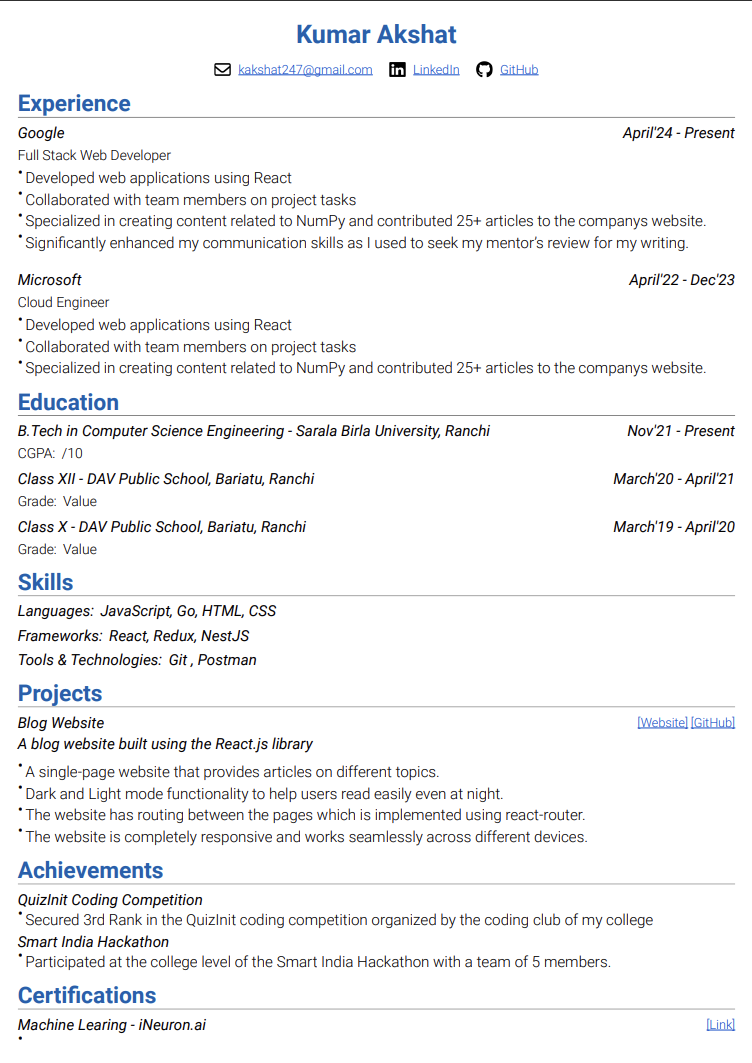 Kumar Akshat
kakshat247@gmail.com LinkedIn GitHub
Experience
Google April'24 - Present
Full Stack Web Developer
• Developed web applications using React
• Collaborated with team members on project tasks
• Specialized in creating content related to NumPy and contributed 25+ articles to the companys website.
• Significantly enhanced my communication skills as I used to seek my mentor's review for my writing.
Microsoft April'22 - Dec'23
Cloud Engineer
• Developed web applications using React
• Collaborated with team members on project tasks
• Specialized in creating content related to NumPy and contributed 25+ articles to the companys website.
Education
B.Tech in Computer Science Engineering - Sarala Birla University, Ranchi Nov'21 - Present
CGPA: /10
Class XII - DAV Public School, Bariatu, Ranchi March'20 - April'21
Grade: Value
Class X - DAV Public School, Bariatu, Ranchi March'19 - April'20
Grade: Value
Skills
Languages: JavaScript, Go, HTML, CSS
Frameworks: React, Redux, NestJS
Tools & Technologies: Git , Postman
Projects
Blog Website [Website] [GitHub]
A blog website built using the React.js library
• A single-page website that provides articles on different topics.
• Dark and Light mode functionality to help users read easily even at night.
• The website has routing between the pages which is implemented using react-router.
• The website is completely responsive and works seamlessly across different devices.
Achievements
QuizInit Coding Competition
• Secured 3rd Rank in the QuizInit coding competition organized by the coding club of my college
Smart India Hackathon
• Participated at the college level of the Smart India Hackathon with a team of 5 members.
Certifications
Machine Learing - iNeuron.ai [Link]
•